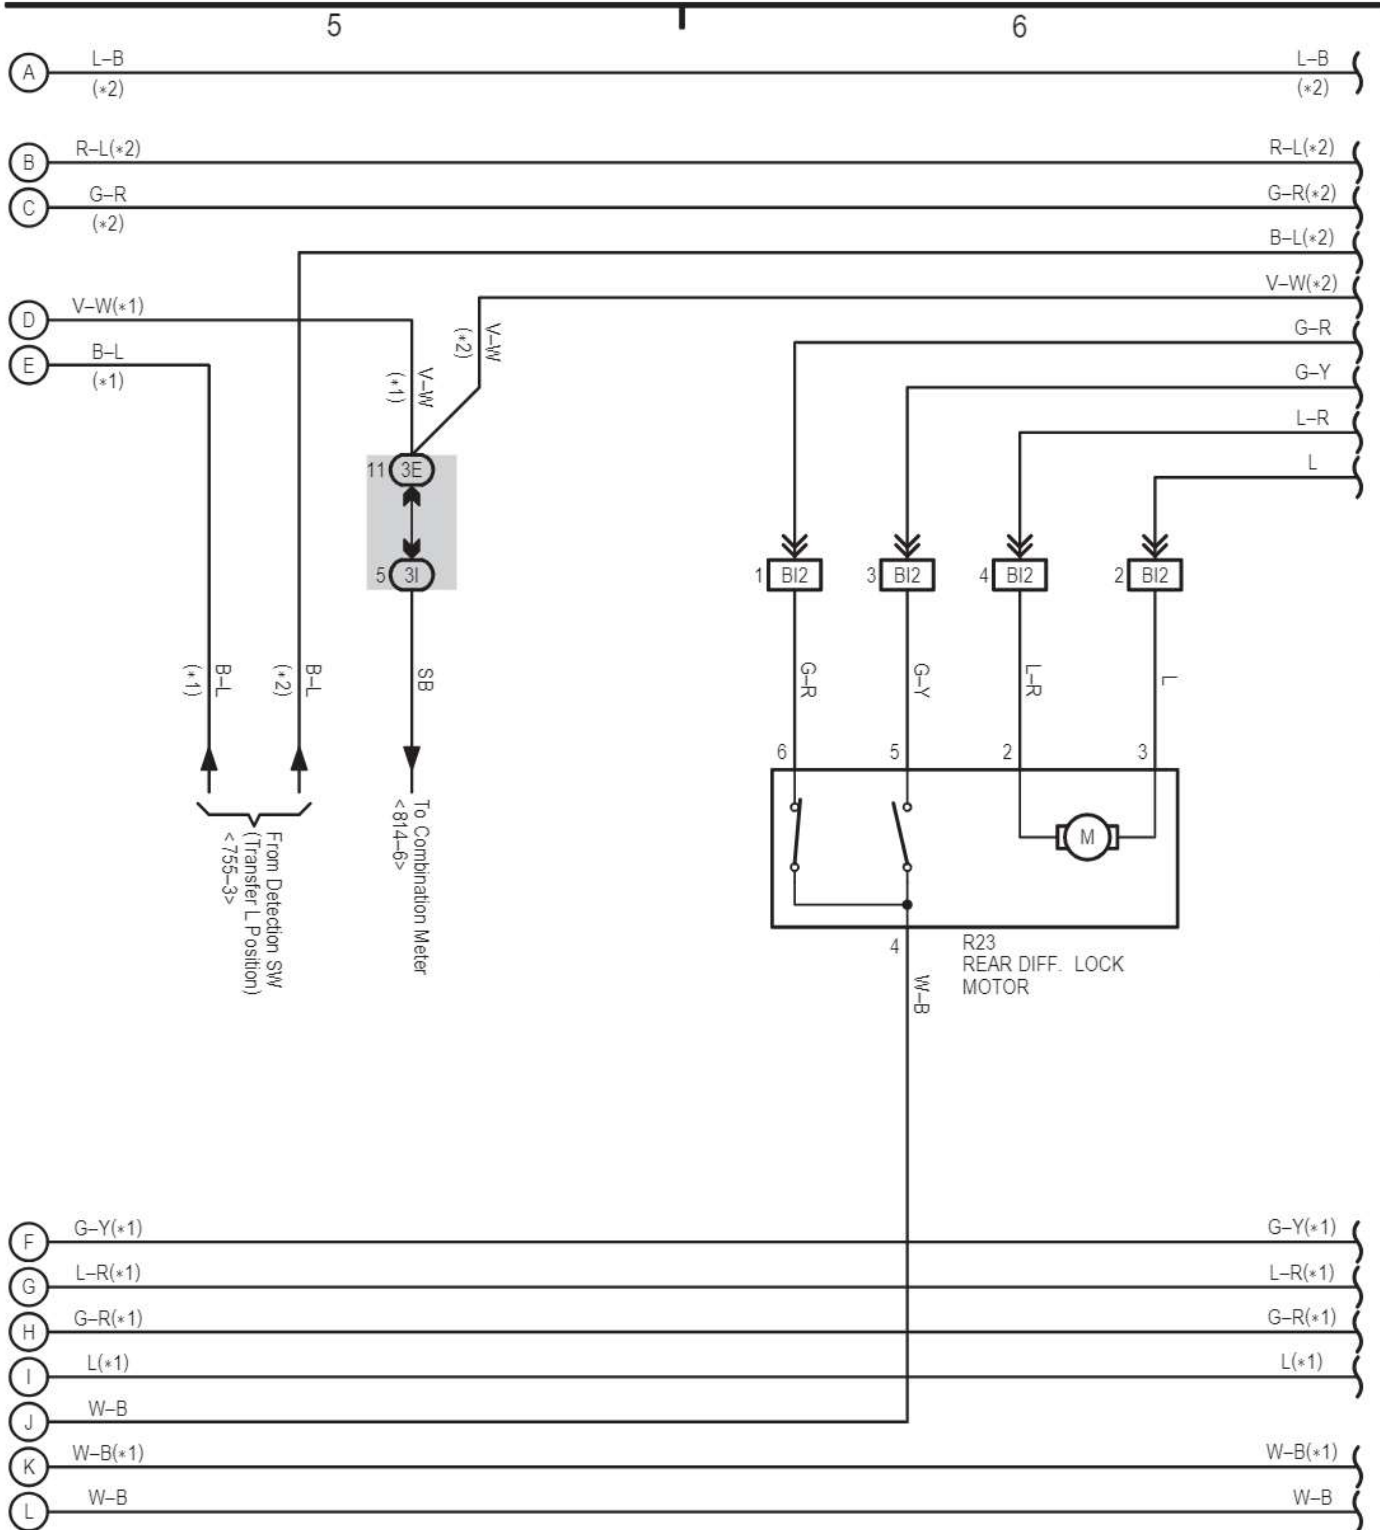 5 6
A L–B L–B
(*2) (*2)
B R–L(*2) R–L(*2)
C G–R G–R(*2)
(*2)
B–L(*2)
V–W(*2)
D V–W(*1)
G–R
E B–L
(*1)
G–Y
L–R
L
V–W
(*2)
V–W
(*1)
11 3E
5 3I
1 BI2 3 BI2 4 BI2 2 BI2
B–L
(*1)
B–L
(*2)
SB
G–R
G–Y
L–R
L
6 5 2 3
M
From Detection SW
(Transfer L Position)
<755–3>
To Combination Meter
<814–6>
4
R23
REAR DIFF. LOCK
MOTOR
W–B
F G–Y(*1) G–Y(*1)
G L–R(*1) L–R(*1)
H G–R(*1) G–R(*1)
I L(*1) L(*1)
J W–B
K W–B(*1) W–B(*1)
L W–B W–B